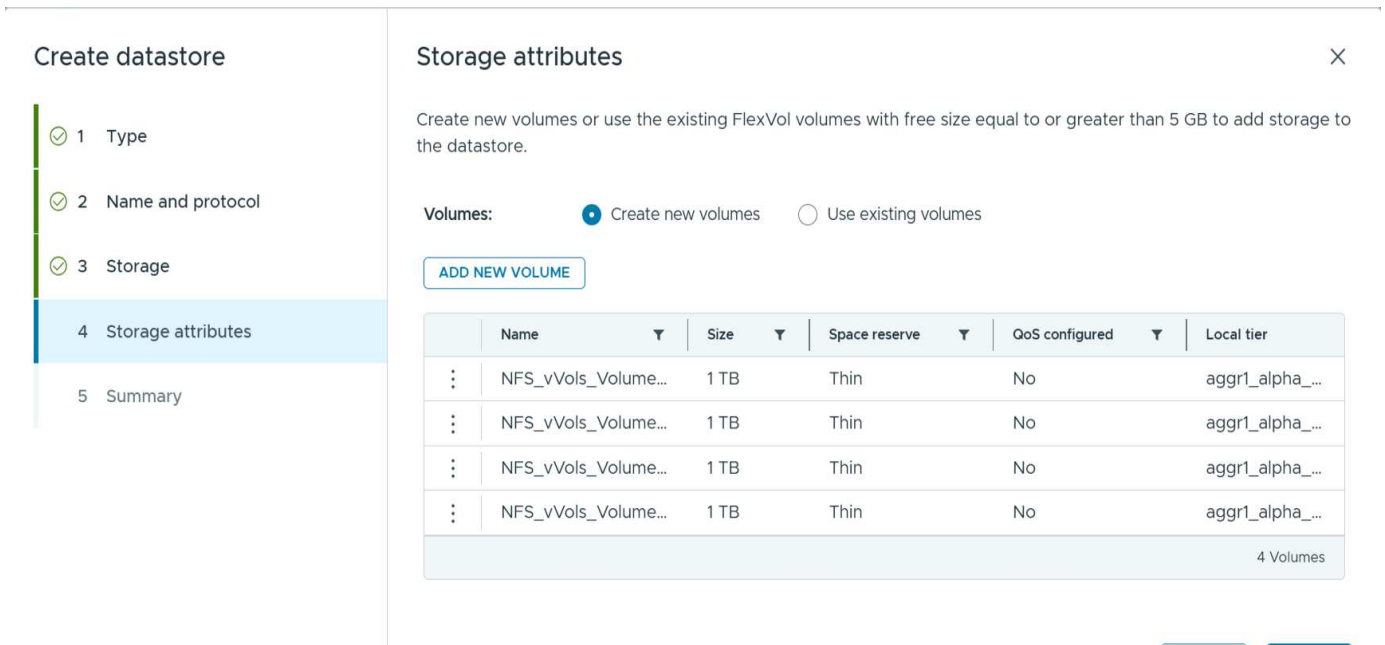 Create datastore
1 Type
2 Name and protocol
3 Storage
4 Storage attributes
5 Summary
Storage attributes
Create new volumes or use the existing FlexVol volumes with free size equal to or greater than 5 GB to add storage to
the datastore.
Volumes: Create new volumes Use existing volumes
ADD NEW VOLUME
Name Size Space reserve QoS configured Local tier
NFS_vVols_Volume... 1 TB Thin No aggr1_alpha_...
NFS_vVols_Volume... 1 TB Thin No aggr1_alpha_...
NFS_vVols_Volume... 1 TB Thin No aggr1_alpha_...
NFS_vVols_Volume... 1 TB Thin No aggr1_alpha_...
4 Volumes